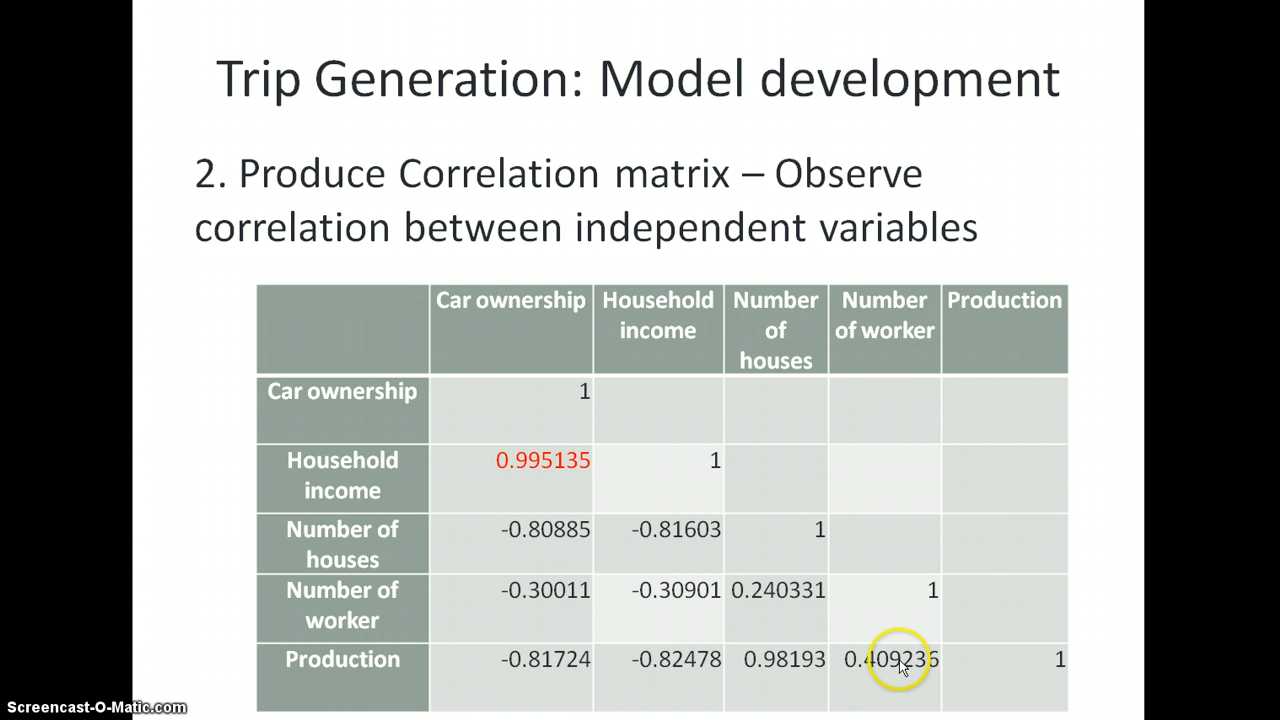 Trip Generation: Model development
2. Produce Correlation matrix – Observe
correlation between independent variables
Car ownership Household income Number of houses Number of worker Production
Car ownership 1
Household income 0.995135 1
Number of houses -0.80885 -0.81603 1
Number of worker -0.30011 -0.30901 0.240331 1
Production -0.81724 -0.82478 0.98193 0.409236 1
Screencast-O-Matic.com